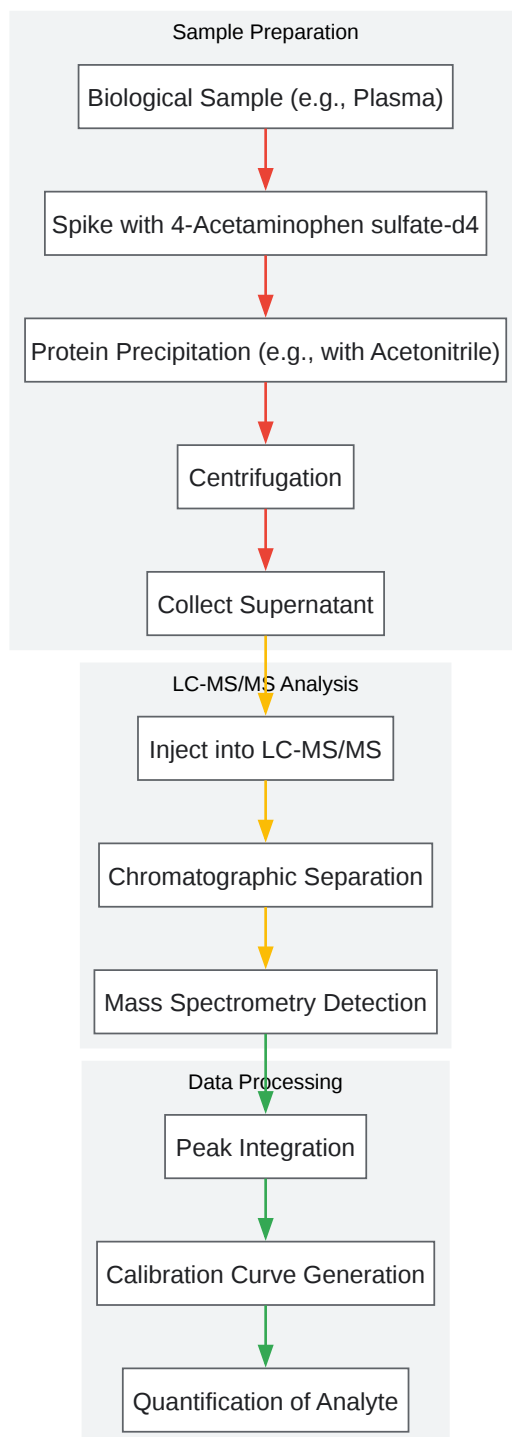 Sample Preparation
Biological Sample (e.g., Plasma)
Spike with 4-Acetaminophen sulfate-d4
Protein Precipitation (e.g., with Acetonitrile)
Centrifugation
Collect Supernatant
LC-MS/MS Analysis
Inject into LC-MS/MS
Chromatographic Separation
Mass Spectrometry Detection
Data Processing
Peak Integration
Calibration Curve Generation
Quantification of Analyte